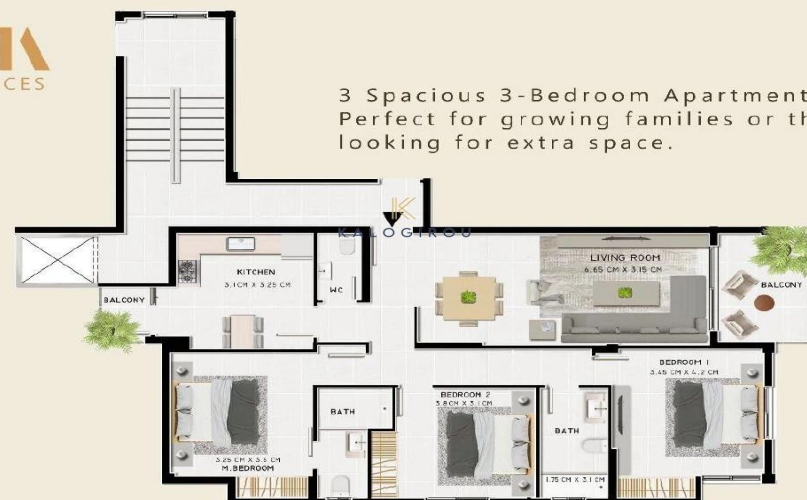 CES
3 Spacious 3-Bedroom Apartment
Perfect for growing families or th
looking for extra space.
KALOGIROU
LIVING ROOM
6.65 CM X 3.15 CM
KITCHEN
3.1CM X 3.25 CM
WC
BALCONY
BALCONY
BEDROOM 1
3.45 CM X 4.2 CM
BEDROOM 2
3.8CM X 3.1CM
BATH
BATH
3.25 CM X 3.5 CM
M.BEDROOM
1.75 CM X 3.1 CM